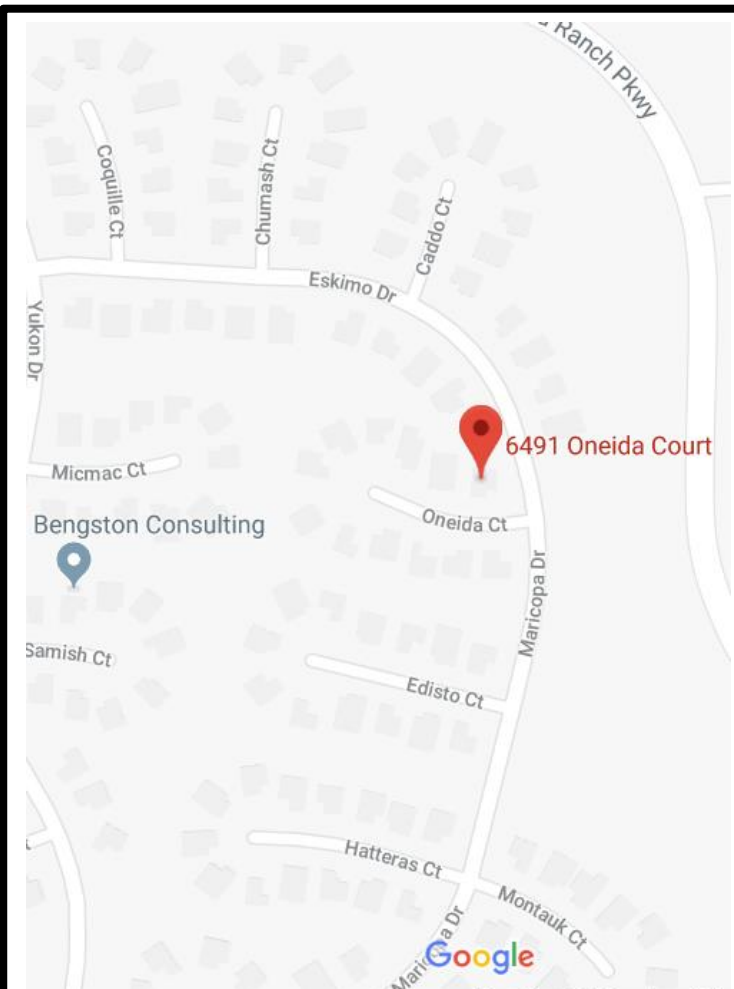 Ranch Pkwy
Coquille Ct
Chumash Ct
Caddo Ct
Eskimo Dr
Yukon Dr
6491 Oneida Court
Micmac Ct
Oneida Ct
Bengston Consulting
Maricopa Dr
Samish Ct
Edisto Ct
Hatteras Ct
Montauk Ct
Maricopa Dr
Google